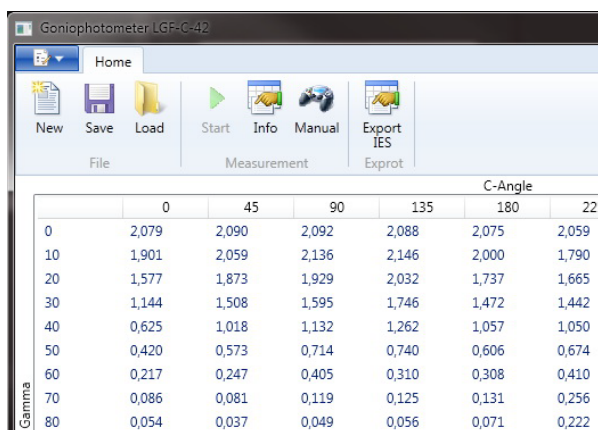 Goniophotometer LGF-C-42
Home
New Save Load Start Info Manual Export IES
File Measurement Exprot
C-Angle
0 45 90 135 180 22
0 2,079 2,090 2,092 2,088 2,075 2,059
10 1,901 2,059 2,136 2,146 2,000 1,790
20 1,577 1,873 1,929 2,032 1,737 1,665
30 1,144 1,508 1,595 1,746 1,472 1,442
40 0,625 1,018 1,132 1,262 1,057 1,050
50 0,420 0,573 0,714 0,740 0,606 0,674
60 0,217 0,247 0,405 0,310 0,308 0,410
70 0,086 0,081 0,119 0,125 0,131 0,256
80 0,054 0,037 0,049 0,056 0,071 0,222
Gamma